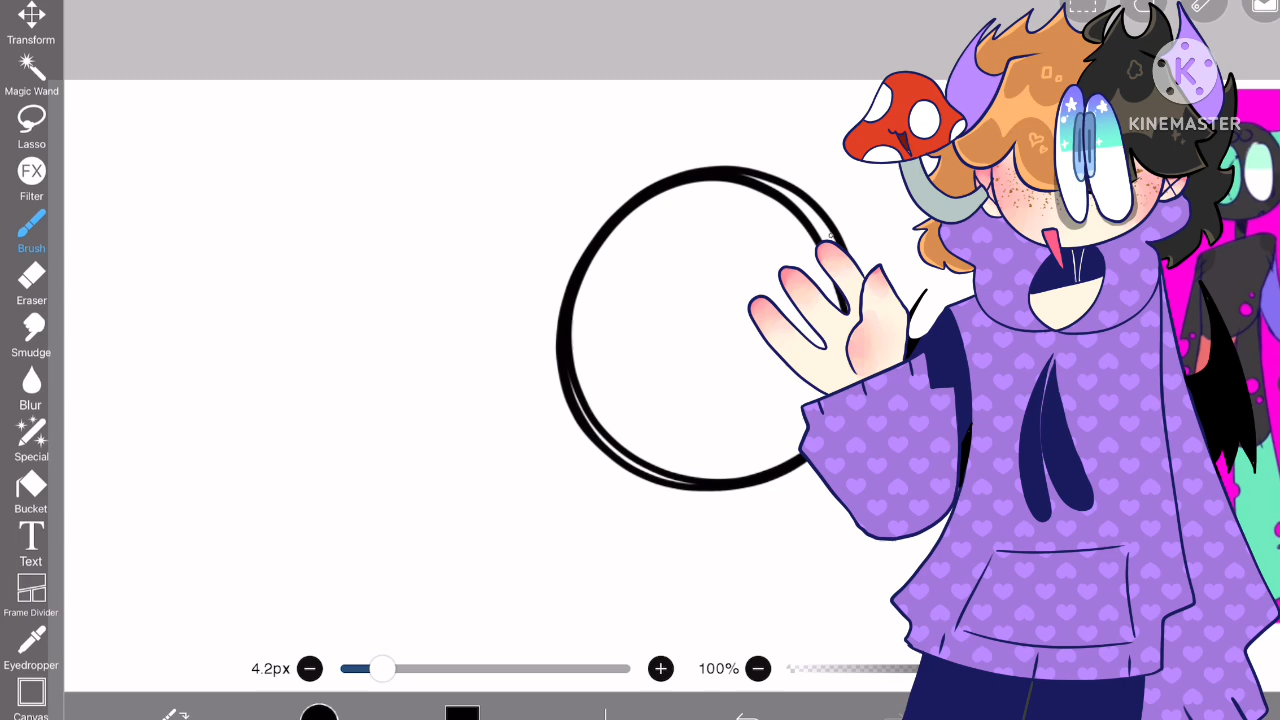 Transform
Magic Wand
Lasso
FX
Filter
Brush
Eraser
Smudge
Blur
Special
Bucket
T
Text
Frame Divider
Eyedropper
Canvas
4.2px
100%
K
KINEMASTER